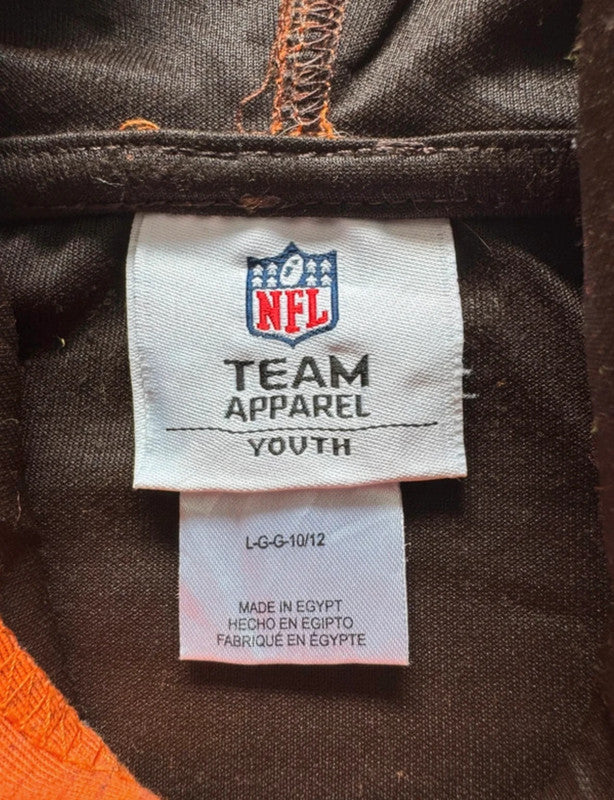 NFL
TEAM
APPAREL
YOUTH
L-G-G-10/12
MADE IN EGYPT
HECHO EN EGIPTO
FABRIQUÉ EN ÉGYPTE